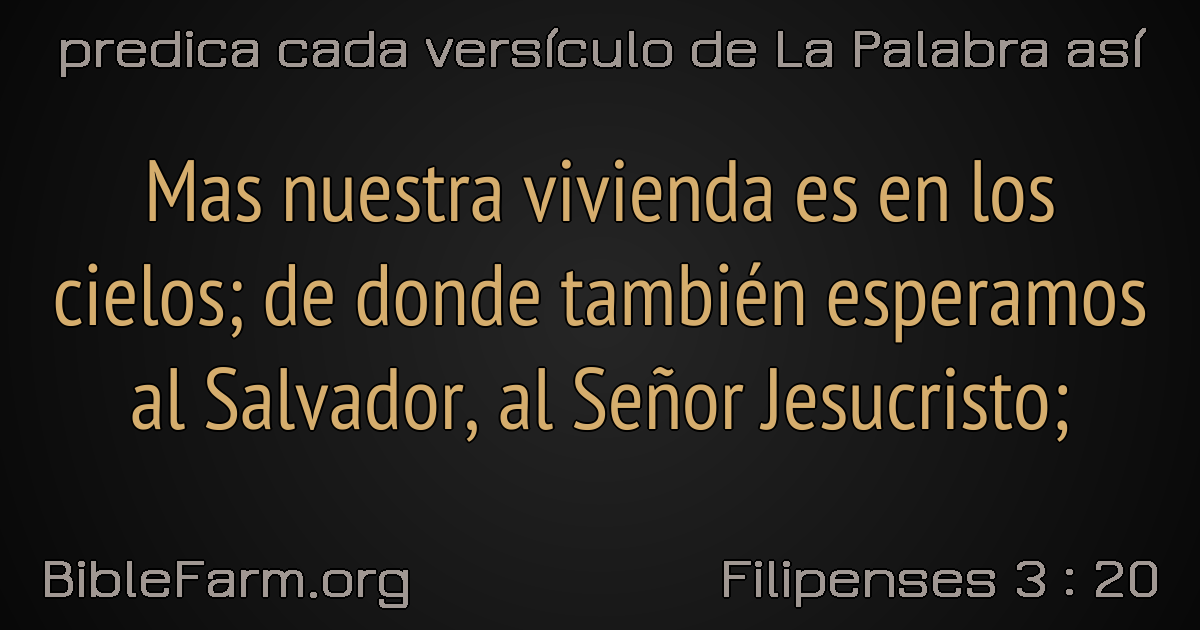 predica cada versículo de La Palabra así
Mas nuestra vivienda es en los
cielos; de donde también esperamos
al Salvador, al Señor Jesucristo;
BibleFarm.org
Filipenses 3 : 20